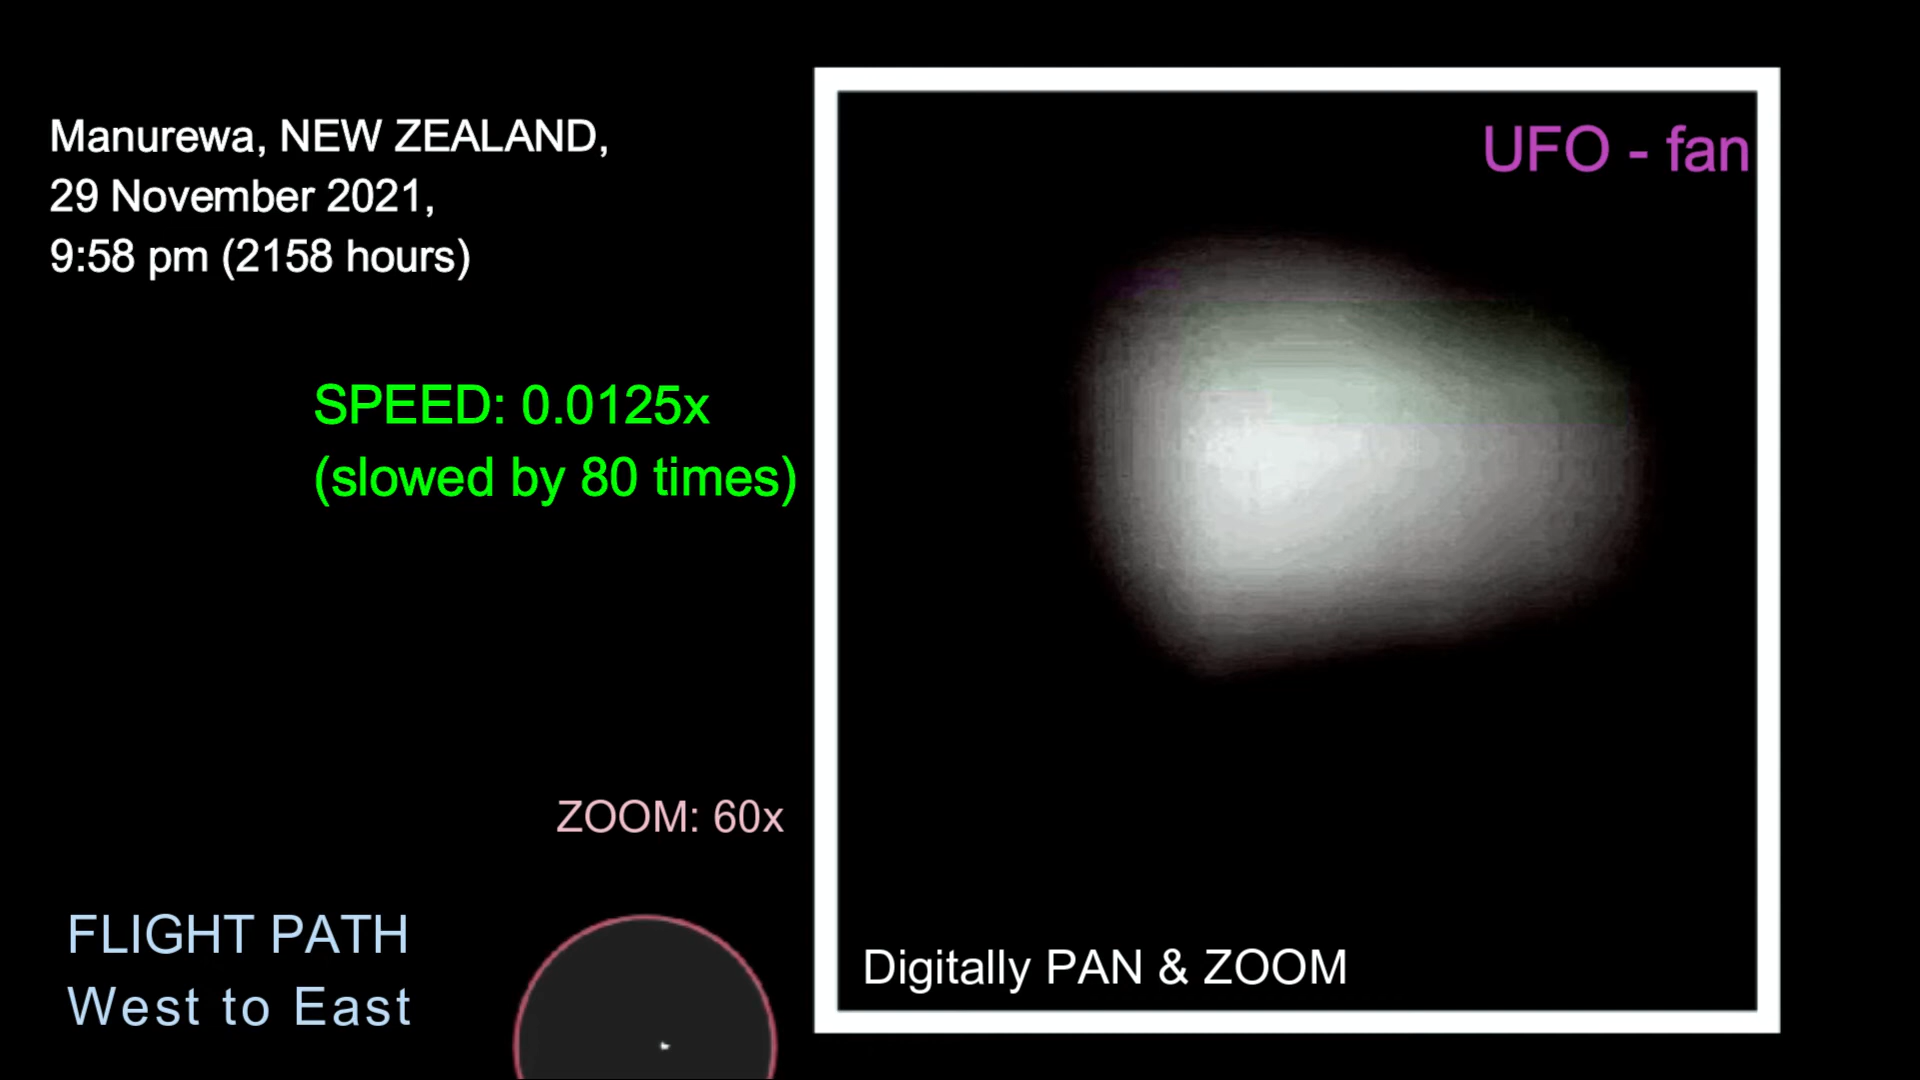 Manurewa, NEW ZEALAND,
29 November 2021,
9:58 pm (2158 hours)
UFO - fan
SPEED: 0.0125x
(slowed by 80 times)
ZOOM: 60x
FLIGHT PATH
West to East
Digitally PAN & ZOOM